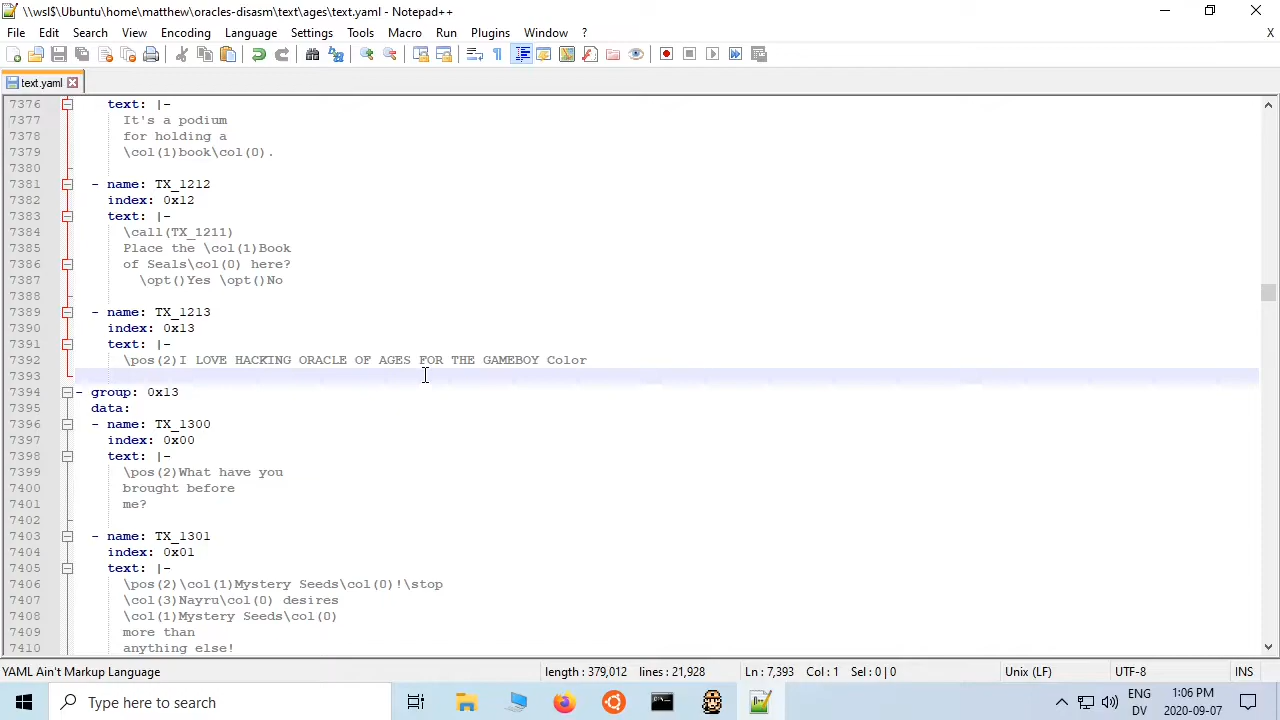 \\wsl$\Ubuntu\home\matthew\oracles-disasm\text\ages\text.yaml - Notepad++
File Edit Search View Encoding Language Settings Tools Macro Run Plugins Window ? X
text.yaml
7376 text: |-
7377 It's a podium
7378 for holding a
7379 \col(1)book\col(0).
7380
7381 - name: TX_1212
7382 index: 0x12
7383 text: |-
7384 \call(TX_1211)
7385 Place the \col(1)Book
7386 of Seals\col(0) here?
7387 \opt()Yes \opt()No
7388
7389 - name: TX_1213
7390 index: 0x13
7391 text: |-
7392 \pos(2)I LOVE HACKING ORACLE OF AGES FOR THE GAMEBOY Color
7393
7394 - group: 0x13
7395 data:
7396 - name: TX_1300
7397 index: 0x00
7398 text: |-
7399 \pos(2)What have you
7400 brought before
7401 me?
7402
7403 - name: TX_1301
7404 index: 0x01
7405 text: |-
7406 \pos(2)\col(1)Mystery Seeds\col(0)!\stop
7407 \col(3)Nayru\col(0) desires
7408 \col(1)Mystery Seeds\col(0)
7409 more than
7410 anything else!
YAML Ain't Markup Language length : 379,012 lines : 21,928 Ln : 7,393 Col : 1 Sel : 0 | 0 Unix (LF) UTF-8 INS
Type here to search
ENG
DV
1:06 PM
2020-09-07